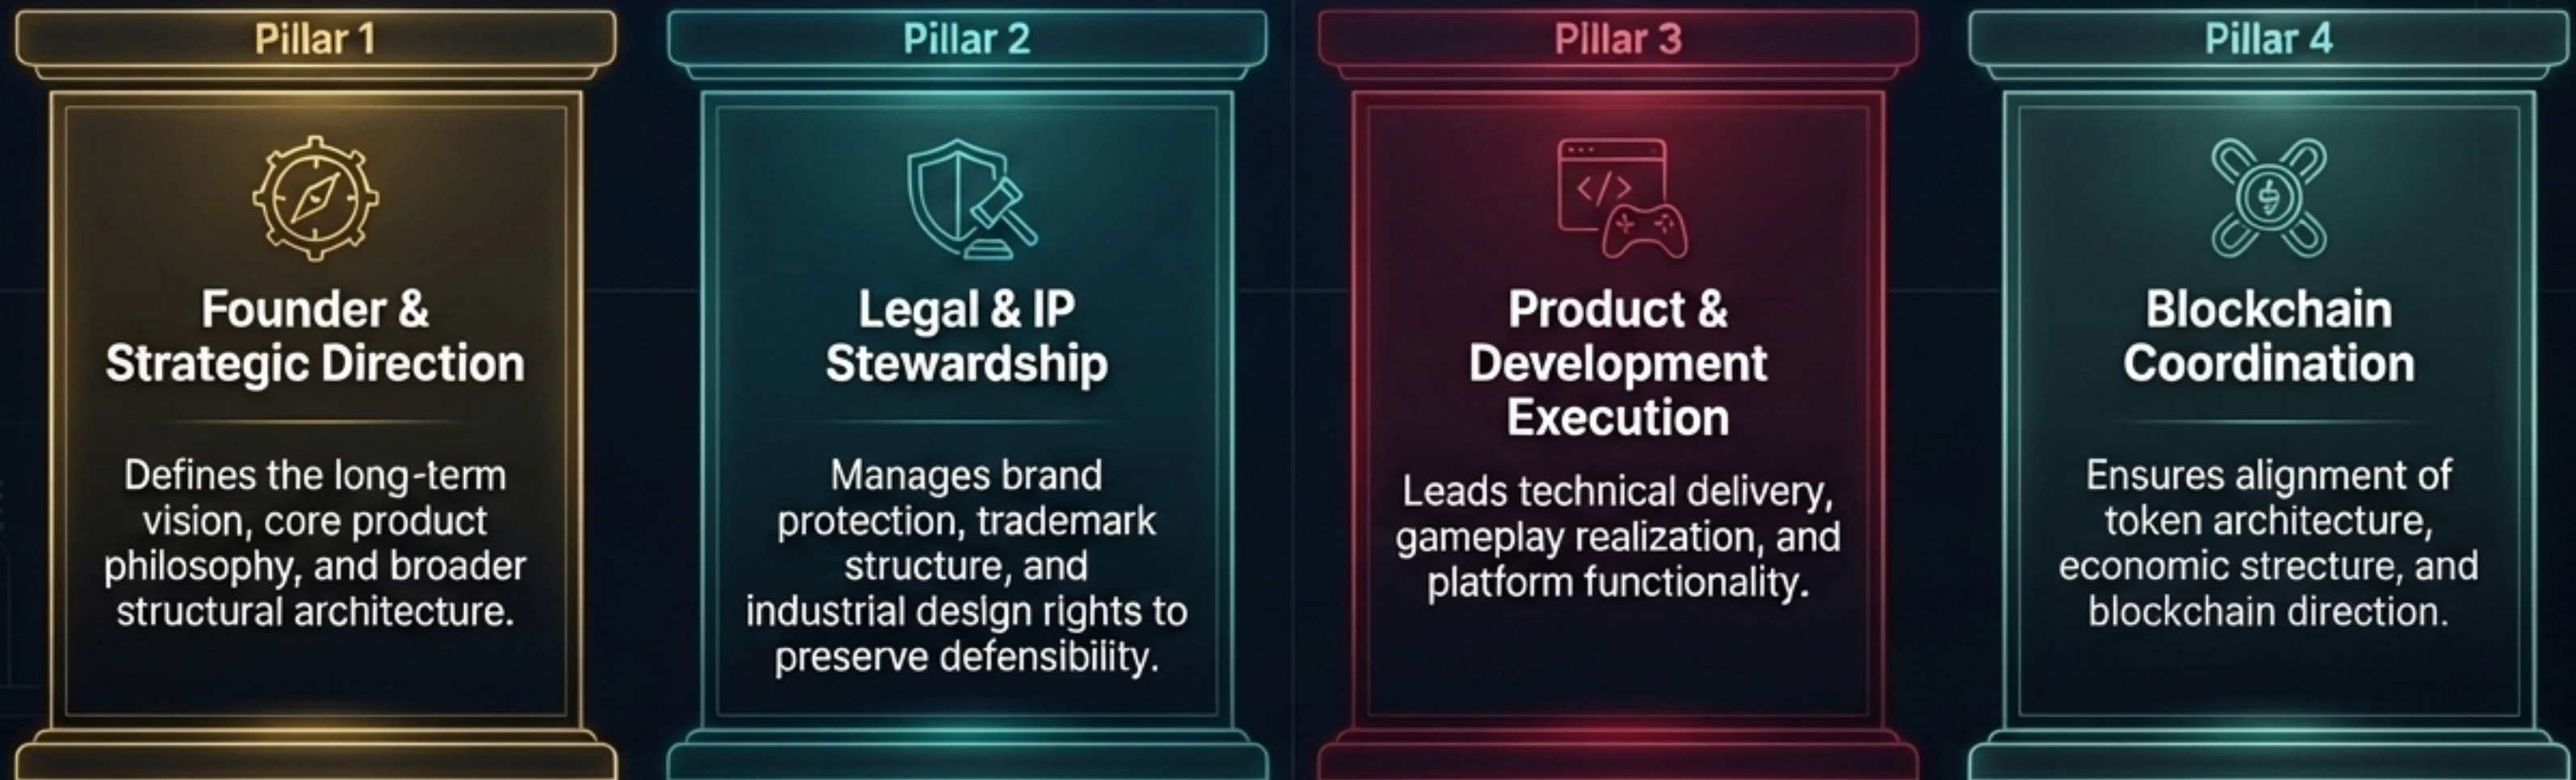 Pillar 1
Founder &
Strategic Direction
Defines the long-term
vision, core product
philosophy, and broader
structural architecture.
Pillar 2
Legal & IP
Stewardship
Manages brand
protection, trademark
structure, and
industrial design rights to
preserve defensibility.
Pillar 3
</>
Product &
Development
Execution
Leads technical delivery,
gameplay realization, and
platform functionality.
Pillar 4
Blockchain
Coordination
Ensures alignment of
token architecture,
economic strecture, and
blockchain direction.